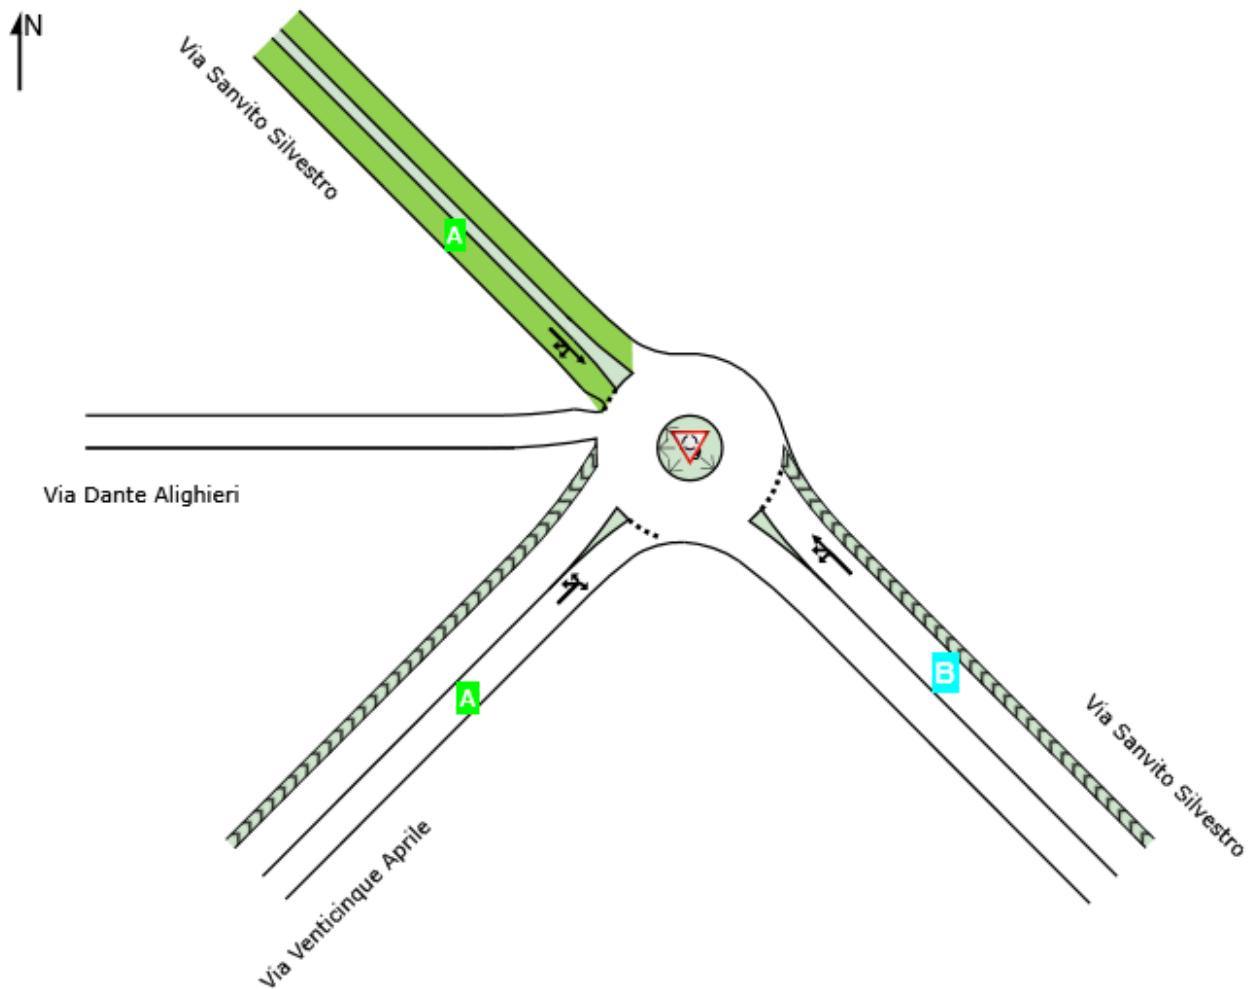 N
Via Sanvito Silvestro
A
Via Dante Alighieri
A
B
Via Sanvito Silvestro
Via Venticinque Aprile